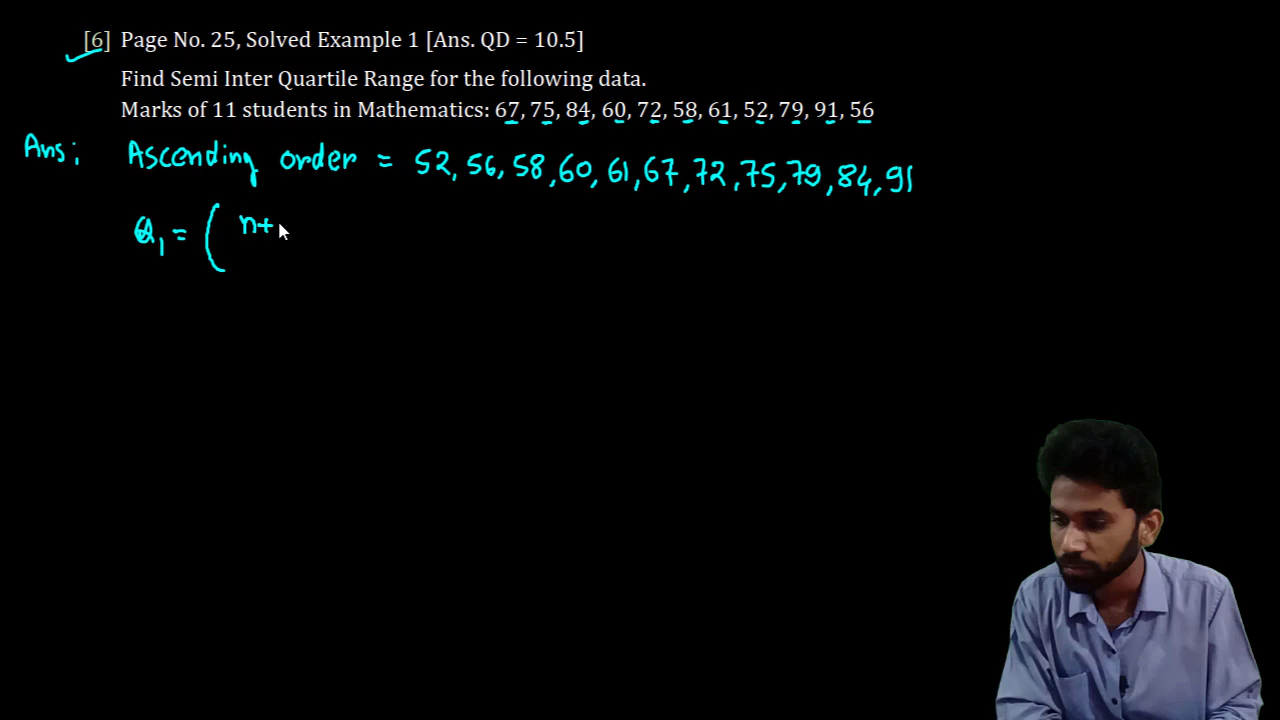 [6] Page No. 25, Solved Example 1 [Ans. QD = 10.5]
Find Semi Inter Quartile Range for the following data.
Marks of 11 students in Mathematics: 67, 75, 84, 60, 72, 58, 61, 52, 79, 91, 56
Ans: Ascending order = 52, 56, 58, 60, 61, 67, 72, 75, 79, 84, 91
Q₁ = ( n+